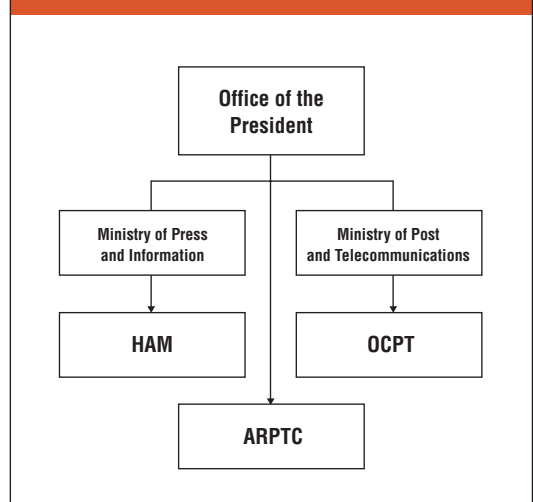 Office of the
President
Ministry of Press
and Information
Ministry of Post
and Telecommunications
HAM
OCPT
ARPTC